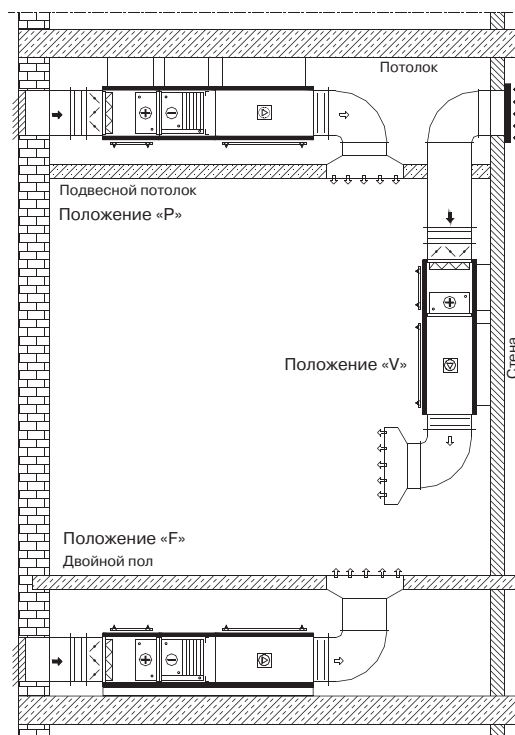 Потолок
Подвесной потолок
Положение «P»
Положение «V»
Стена
Положение «F»
Двойной пол